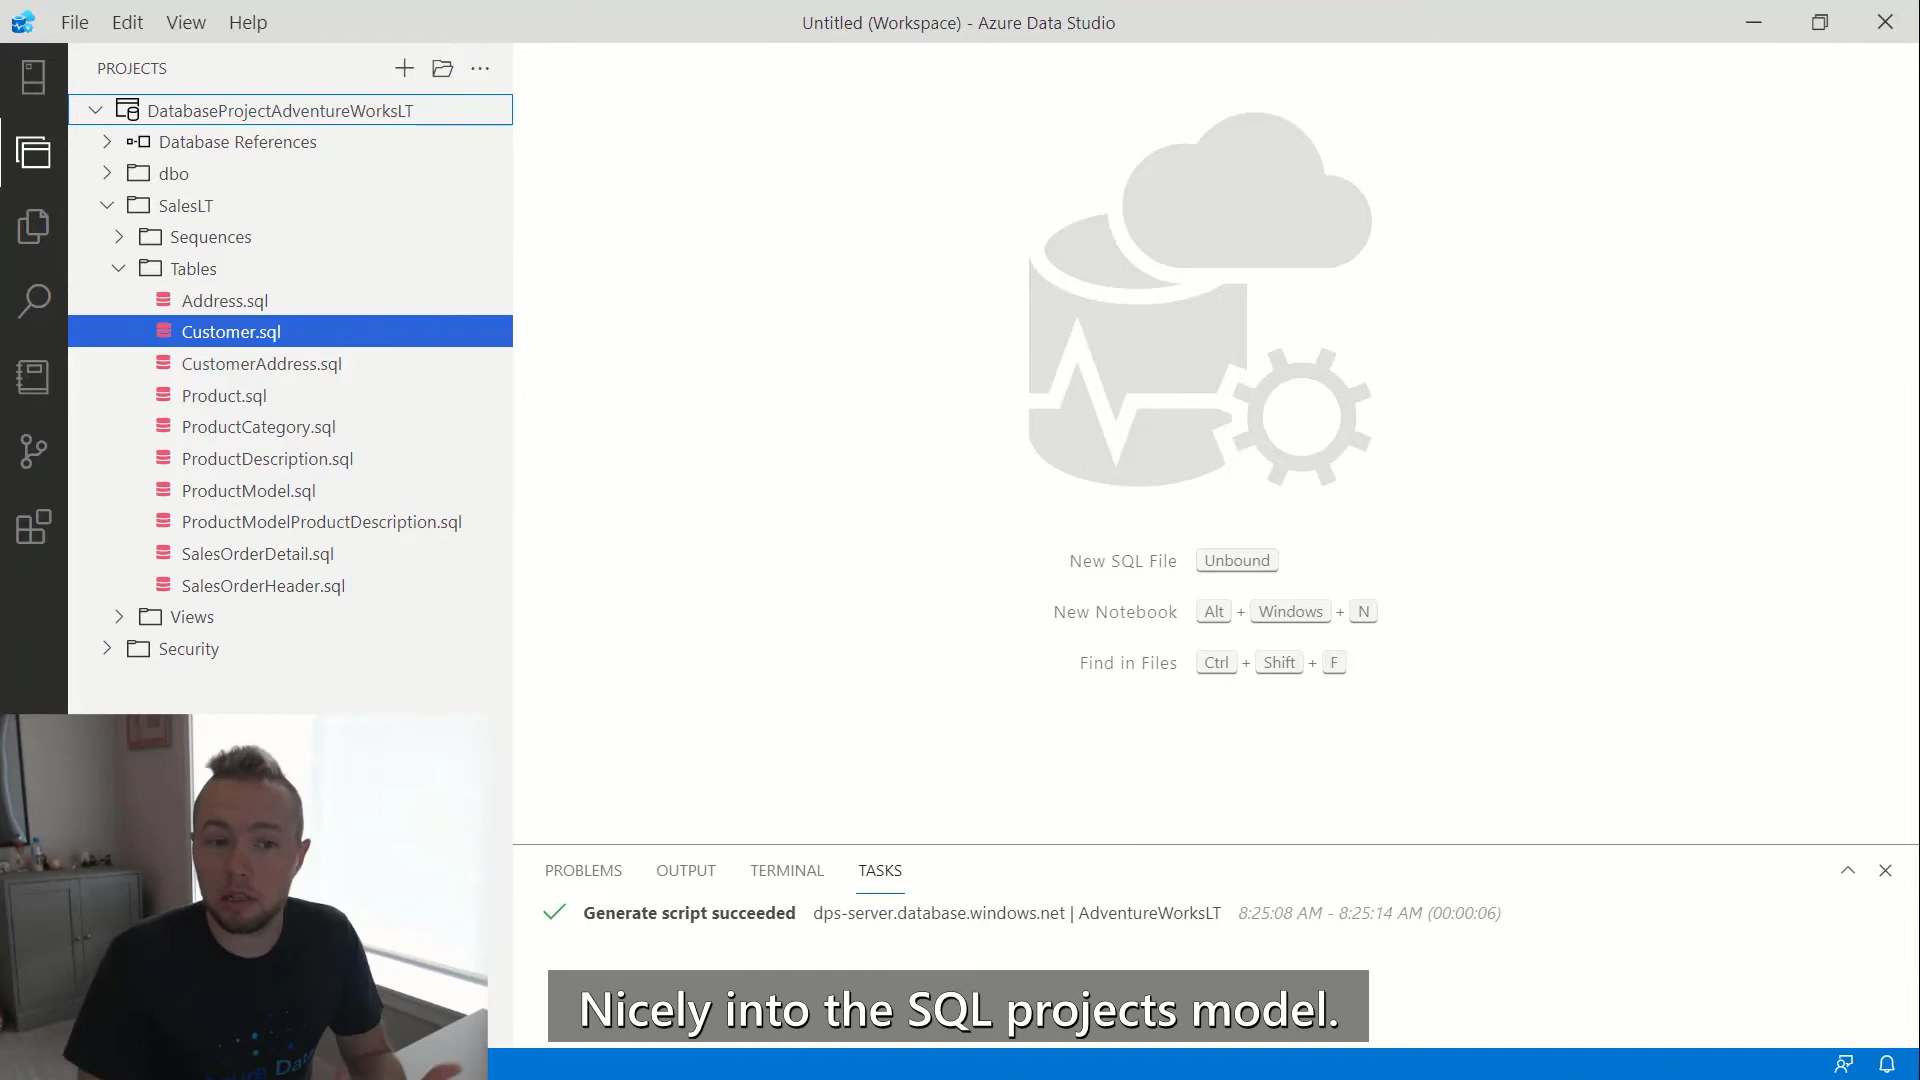 File Edit View Help
Untitled (Workspace) - Azure Data Studio
PROJECTS
DatabaseProjectAdventureWorksLT
Database References
dbo
SalesLT
Sequences
Tables
Address.sql
Customer.sql
CustomerAddress.sql
Product.sql
ProductCategory.sql
ProductDescription.sql
ProductModel.sql
ProductModelProductDescription.sql
SalesOrderDetail.sql
SalesOrderHeader.sql
Views
Security
New SQL File Unbound
New Notebook Alt + Windows + N
Find in Files Ctrl + Shift + F
PROBLEMS OUTPUT TERMINAL TASKS
Generate script succeeded dps-server.database.windows.net | AdventureWorksLT 8:25:08 AM - 8:25:14 AM (00:00:06)
Nicely into the SQL projects model.